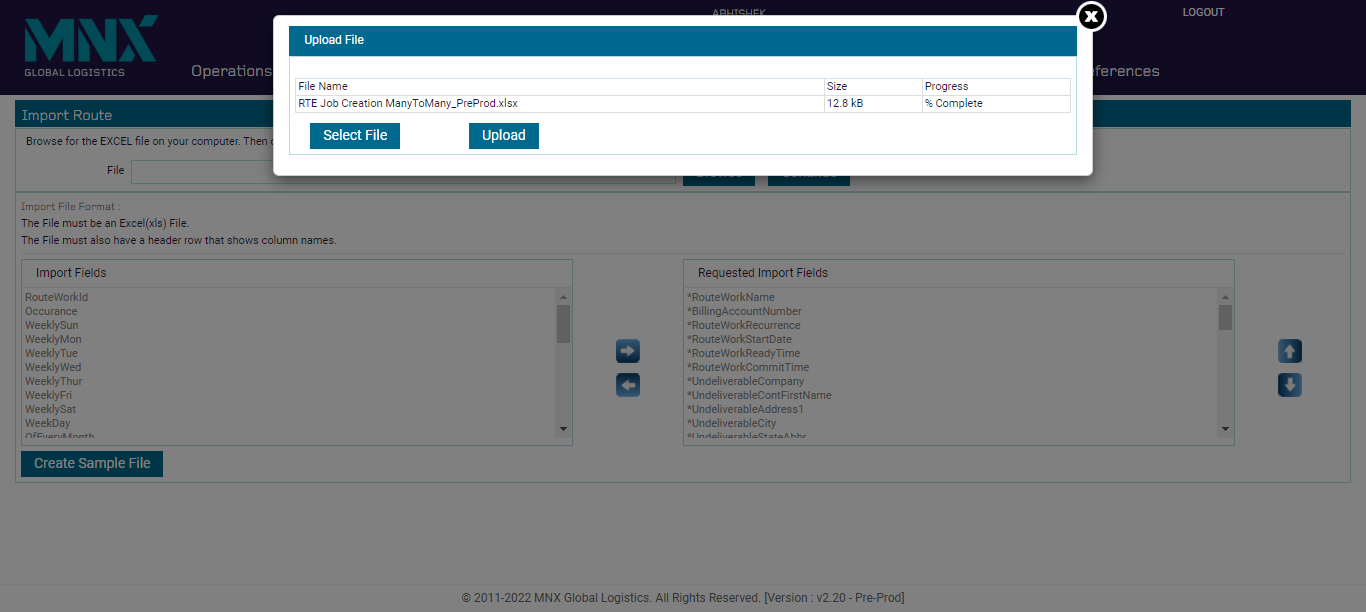 MNX
GLOBAL LOGISTICS
ABHISHEK
LOGOUT
Operations
Upload File
File Name Size Progress
RTE Job Creation ManyToMany_PreProd.xlsx 12.8 kB % Complete
Select File Upload
Import Route
Browse for the EXCEL file on your computer. Then
File
Import File Format :
The File must be an Excel(xls) File.
The File must also have a header row that shows column names.
Import Fields
RouteWorkId
Occurance
WeeklySun
WeeklyMon
WeeklyTue
WeeklyWed
WeeklyThur
WeeklyFri
WeeklySat
WeekDay
OfEveryMonth
Requested Import Fields
*RouteWorkName
*BillingAccountNumber
*RouteWorkRecurrence
*RouteWorkStartDate
*RouteWorkReadyTime
*RouteWorkCommitTime
*UndeliverableCompany
*UndeliverableContFirstName
*UndeliverableAddress1
*UndeliverableCity
*UndeliverableStateAbbr
Create Sample File
© 2011-2022 MNX Global Logistics. All Rights Reserved. [Version : v2.20 - Pre-Prod]